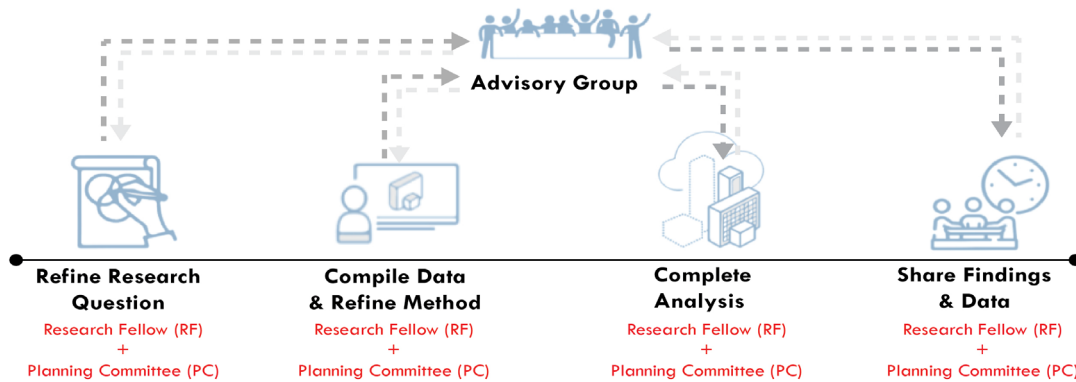 Advisory Group
Refine Research
Question
Research Fellow (RF)
+
Planning Committee (PC)
Compile Data
& Refine Method
Research Fellow (RF)
+
Planning Committee (PC)
Complete
Analysis
Research Fellow (RF)
+
Planning Committee (PC)
Share Findings
& Data
Research Fellow (RF)
+
Planning Committee (PC)